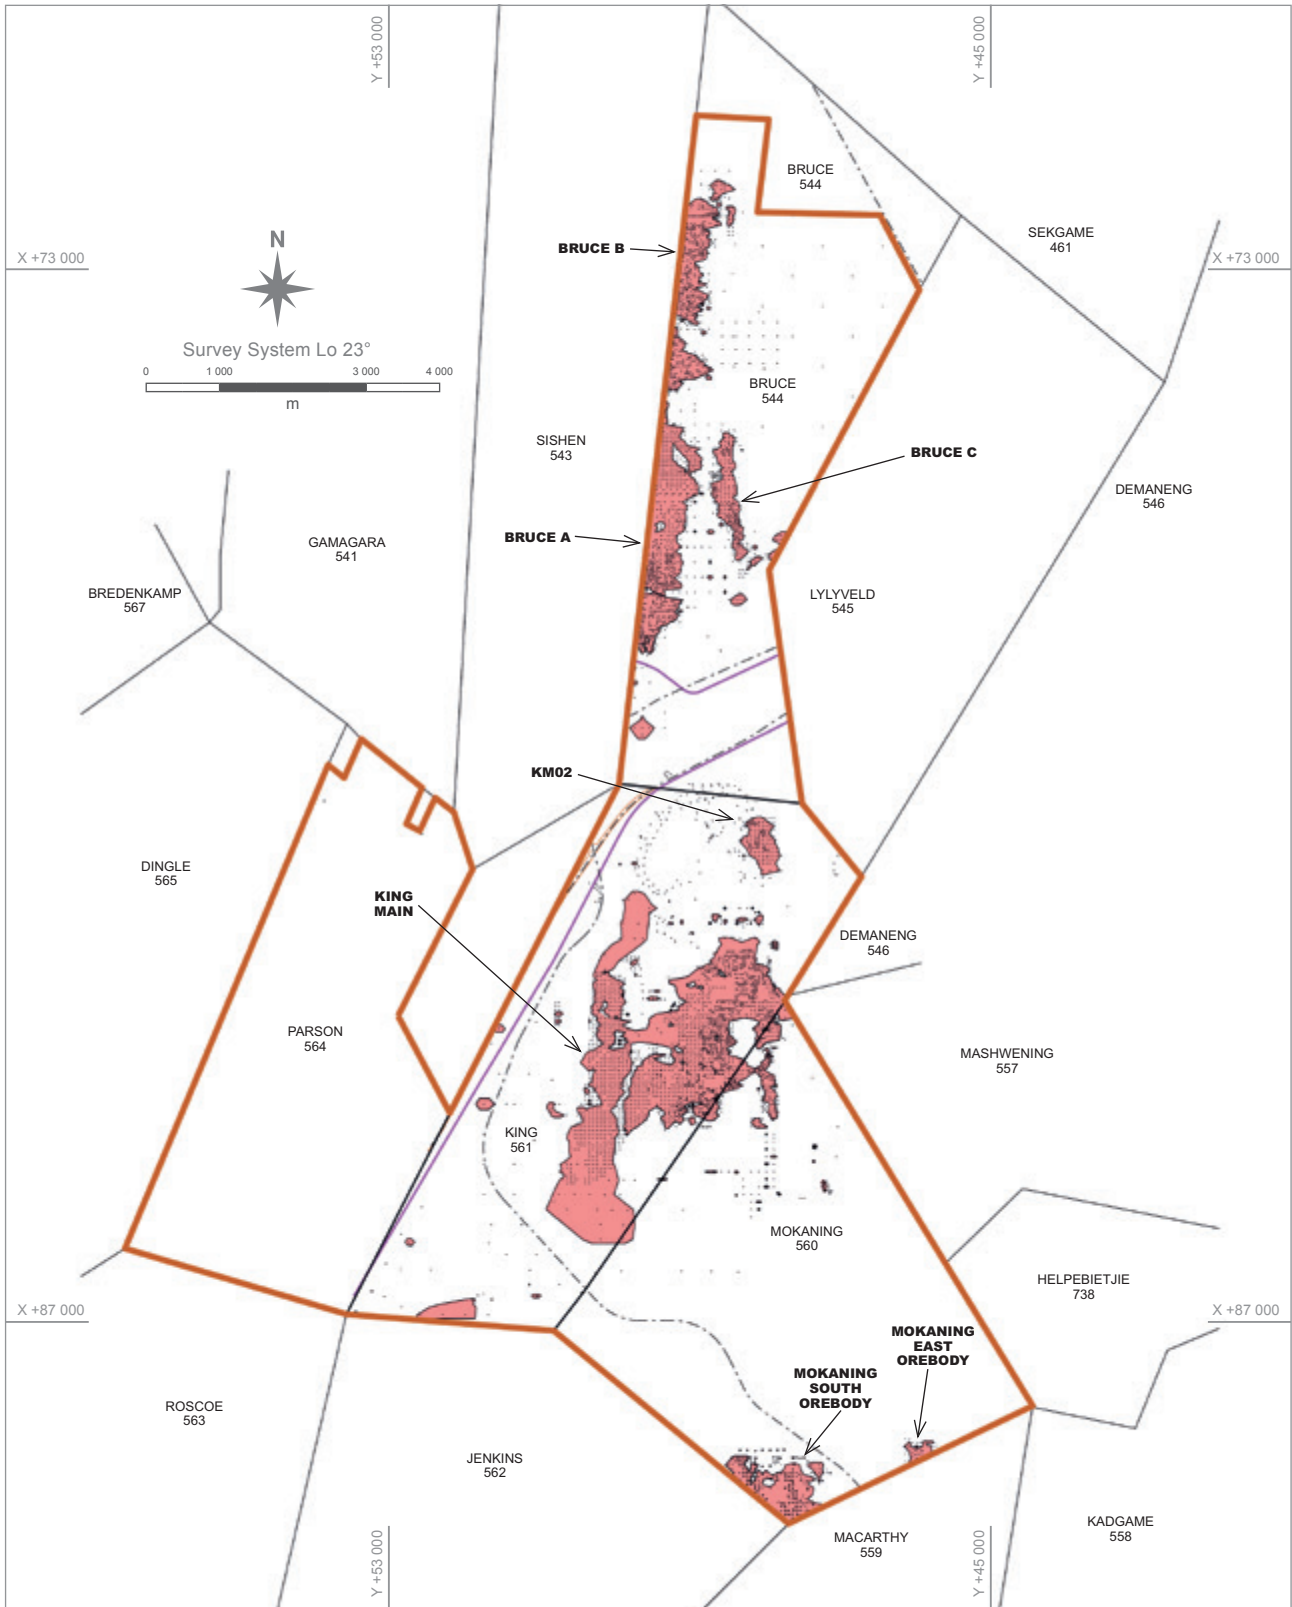 Y +53 000
Y +45 000
BRUCE
544
SEKGAME
461
N
BRUCE B
X +73 000
X +73 000
Survey System Lo 23°
0 1 000 3 000 4 000
m
BRUCE
544
SISHEN
543
BRUCE C
DEMANENG
546
BRUCE A
GAMAGARA
541
BREDENKAMP
567
LYLYVELD
545
KM02
DINGLE
565
KING
MAIN
DEMANENG
546
PARSON
564
MASHWENING
557
KING
561
MOKANING
560
HELPEBIETJIE
738
X +87 000
X +87 000
MOKANING
EAST
OREBODY
MOKANING
SOUTH
OREBODY
ROSCOE
563
JENKINS
562
KADGAME
558
MACARTHY
559
Y +53 000
Y +45 000